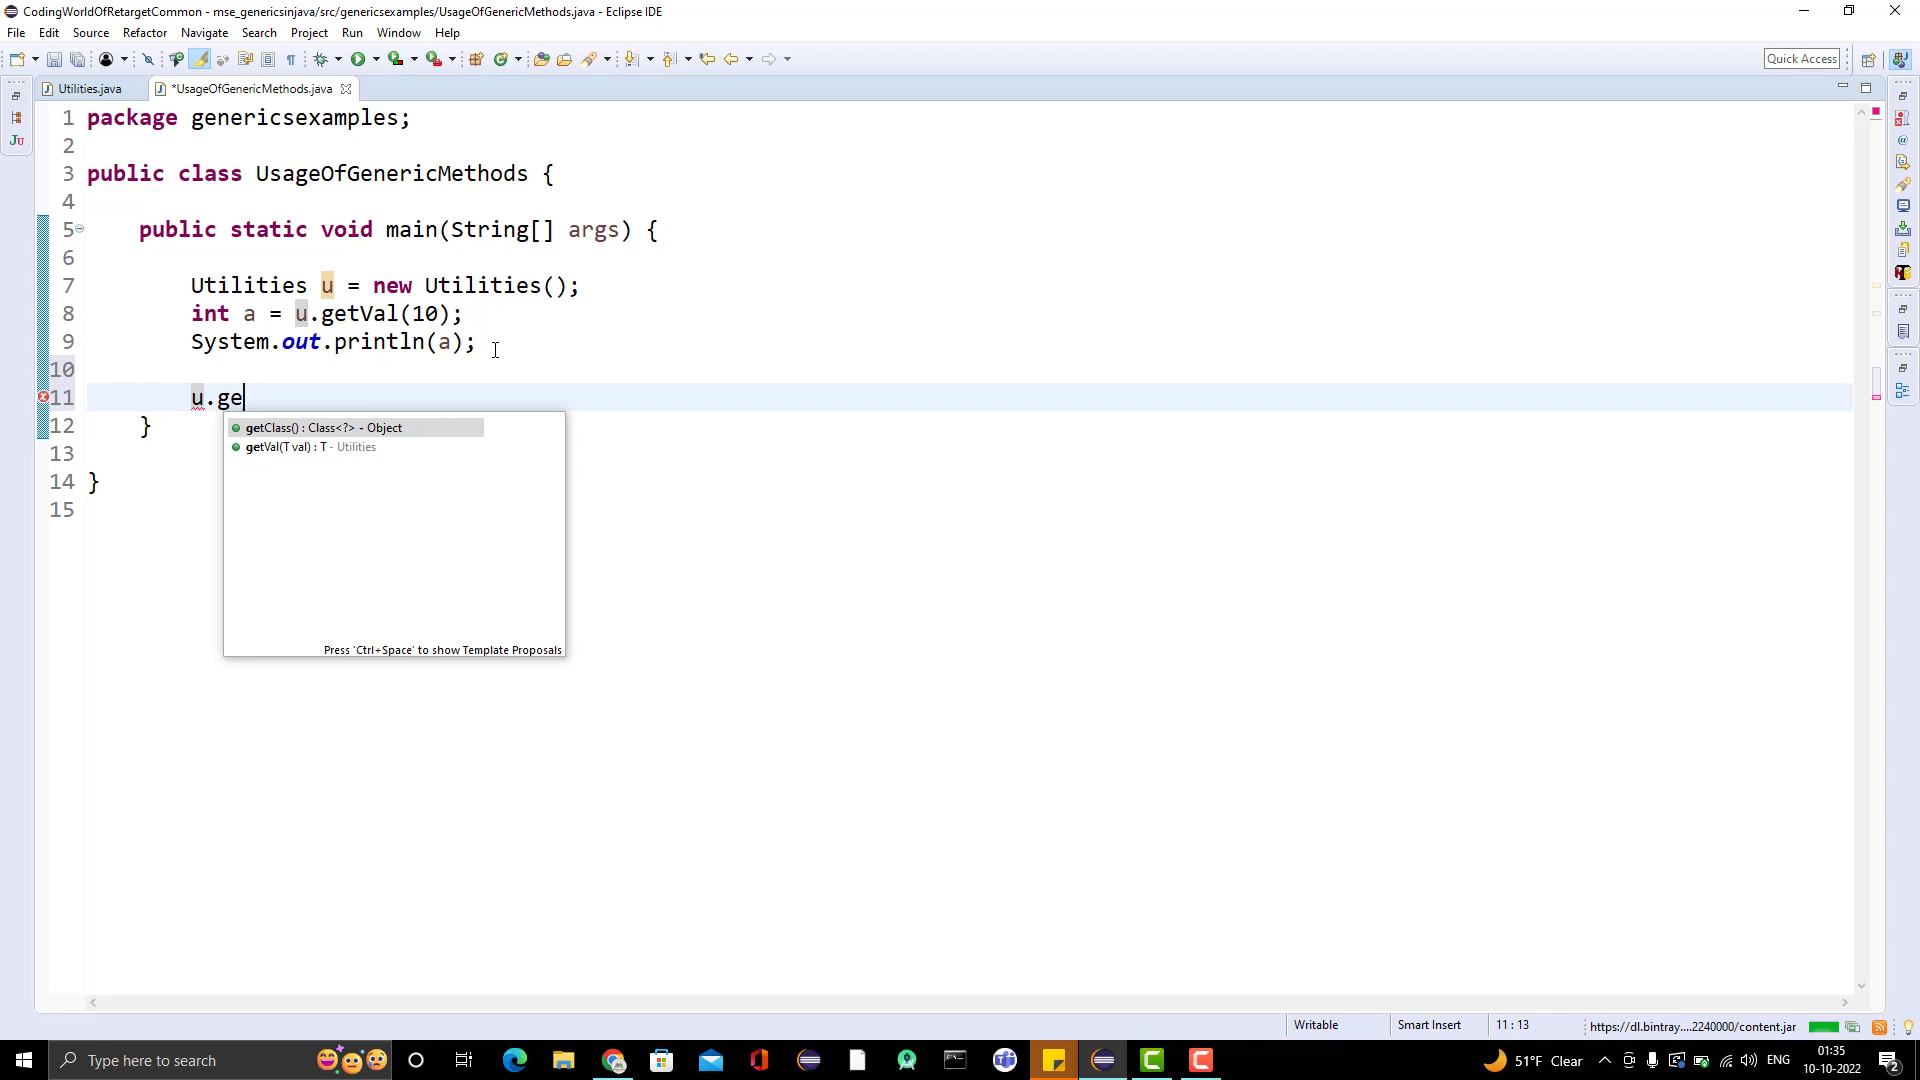 CodingWorldOfRetargetCommon - mse_genericsinjava/src/genericsexamples/UsageOfGenericMethods.java - Eclipse IDE
File Edit Source Refactor Navigate Search Project Run Window Help
Quick Access
Utilities.java *UsageOfGenericMethods.java
1 package genericsexamples;
2
3 public class UsageOfGenericMethods {
4
5 public static void main(String[] args) {
6
7 Utilities u = new Utilities();
8 int a = u.getVal(10);
9 System.out.println(a);
10
11 u.ge
getClass() : Class<?> - Object
12 }
getVal(T val) : T - Utilities
13
14 }
15
Press 'Ctrl+Space' to show Template Proposals
Writable Smart Insert 11 : 13 https://dl.bintray....2240000/content.jar
Type here to search
51°F Clear ENG 01:35
10-10-2022
2